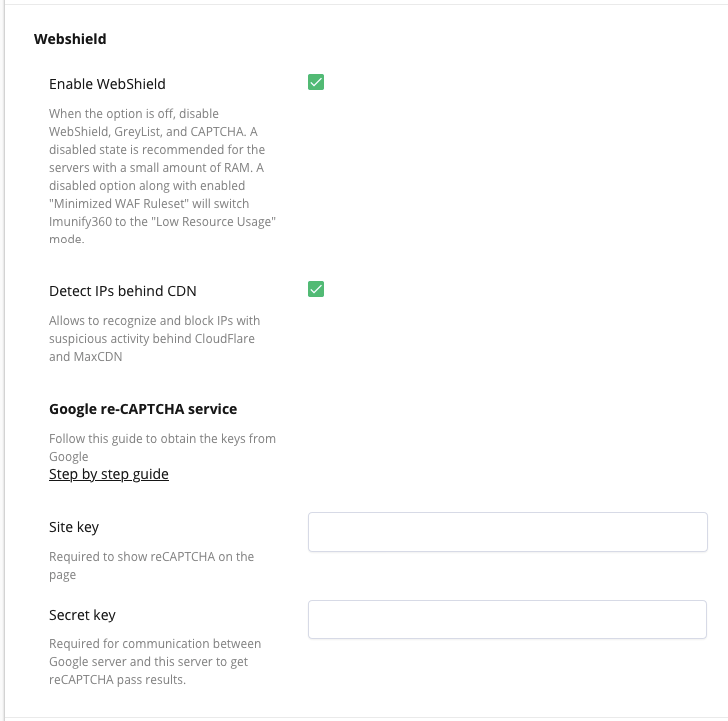 Webshield
Enable WebShield
When the option is off, disable
WebShield, GreyList, and CAPTCHA. A
disabled state is recommended for the
servers with a small amount of RAM. A
disabled option along with enabled
"Minimized WAF Ruleset" will switch
Imunify360 to the "Low Resource Usage"
mode.
Detect IPs behind CDN
Allows to recognize and block IPs with
suspicious activity behind CloudFlare
and MaxCDN
Google re-CAPTCHA service
Follow this guide to obtain the keys from
Google
Step by step guide
Site key
Required to show reCAPTCHA on the
page
Secret key
Required for communication between
Google server and this server to get
reCAPTCHA pass results.